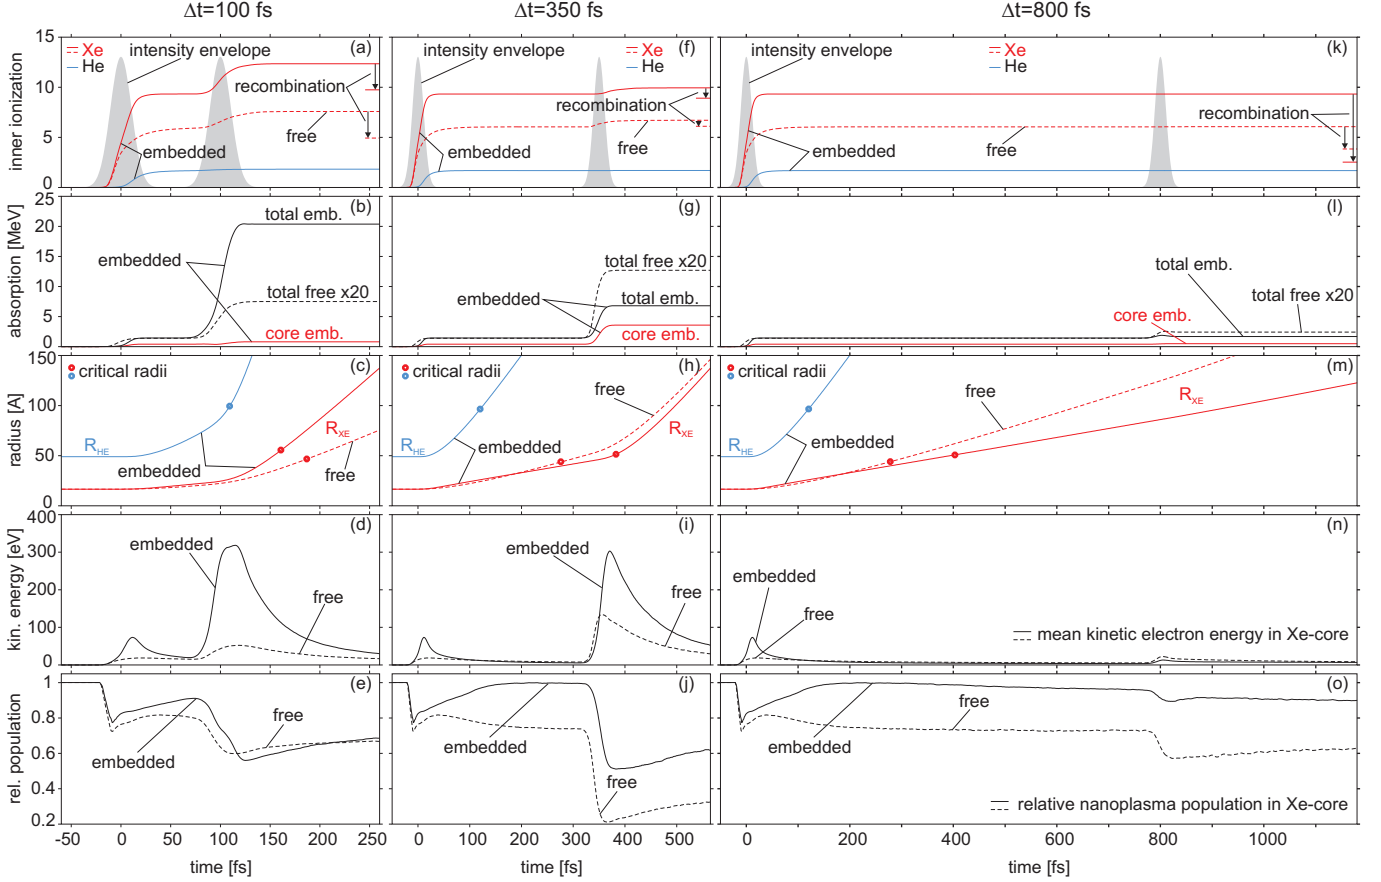 Δt=100 fs
Δt=350 fs
Δt=800 fs
inner ionization
15
10
5
0
Xe
He
intensity envelope
(a)
recombination
free
embedded
intensity envelope
Xe
He
(f)
recombination
embedded
free
intensity envelope
Xe
He
(k)
recombination
embedded
free
absorption [MeV]
25
20
15
10
5
0
(b)
total emb.
embedded
total free x20
core emb.
(g)
total free x20
embedded
total emb.
core emb.
(l)
total emb.
total free x20
core emb.
radius [A]
150
100
50
0
critical radii
(c)
R_HE
R_XE
embedded
free
critical radii
(h)
free
R_HE
R_XE
embedded
critical radii
(m)
free
R_XE
R_HE
embedded
kin. energy [eV]
400
300
200
100
0
(d)
embedded
free
(i)
embedded
free
(n)
embedded
free
mean kinetic electron energy in Xe-core
rel. population
1
0.8
0.6
0.4
0.2
(e)
free
embedded
(j)
embedded
free
(o)
free
embedded
relative nanoplasma population in Xe-core
-50 0 50 100 150 200 250
0 100 200 300 400 500
0 200 400 600 800 1000
time [fs]
time [fs]
time [fs]